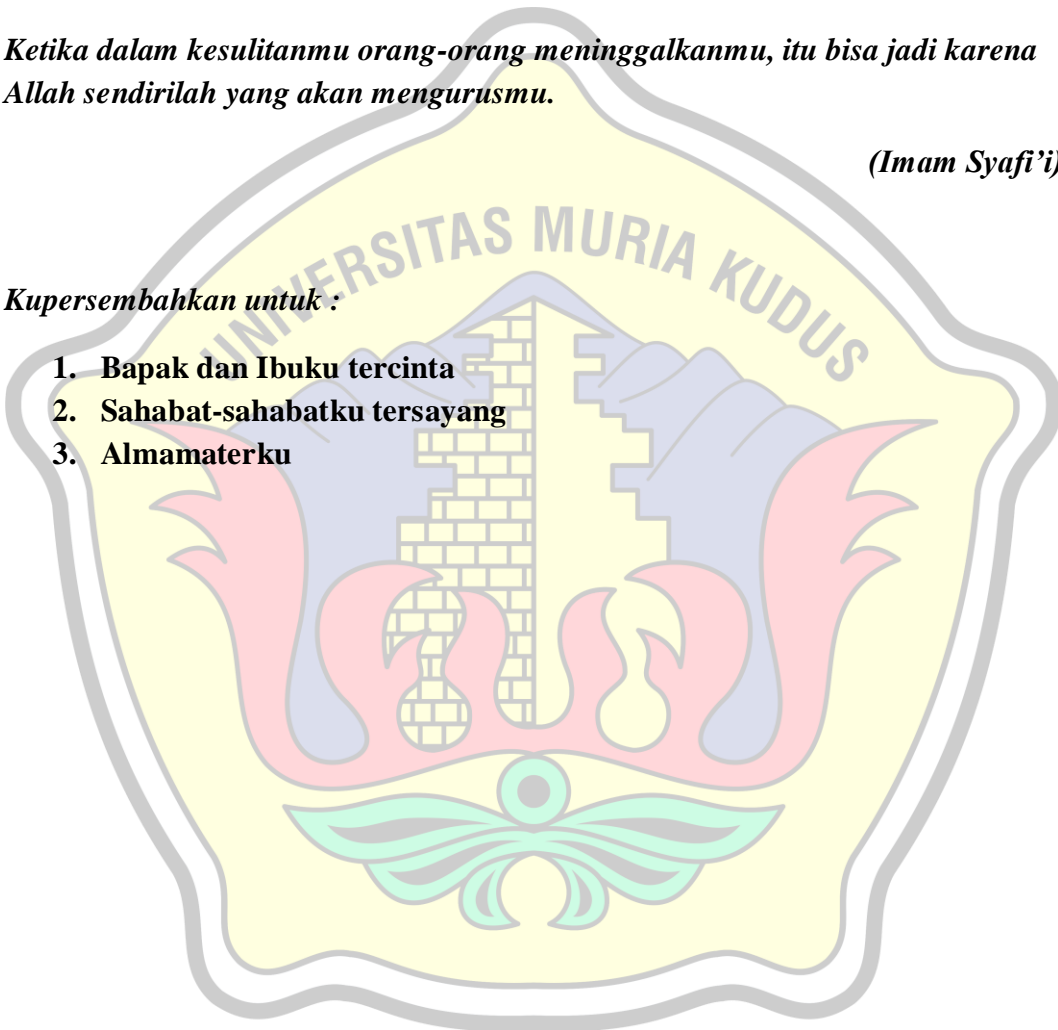 Ketika dalam kesulitanmu orang-orang meninggalkanmu, itu bisa jadi karena
Allah sendirilah yang akan mengurusmu.
(Imam Syafi’i)
UNIVERSITAS MURIA KUDUS
Kupersembahkan untuk :
1. Bapak dan Ibuku tercinta
2. Sahabat-sahabatku tersayang
3. Almamaterku